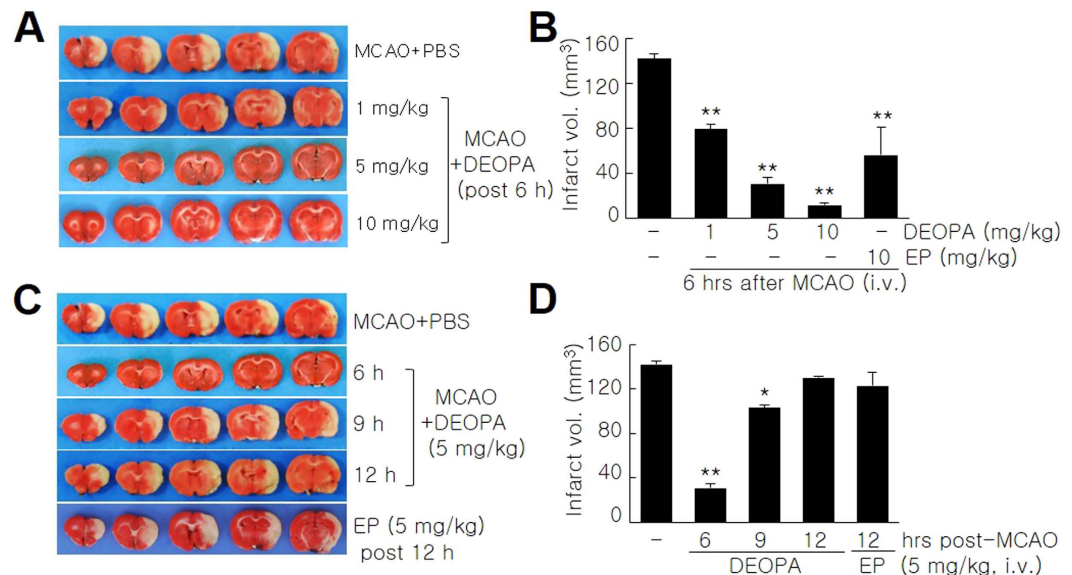 A
MCAO+PBS
1 mg/kg
5 mg/kg
10 mg/kg
MCAO
+DEOPA
(post 6 h)
B
Infarct vol. (mm³)
160
120
80
40
0
**
**
**
**
– 1 5 10 – DEOPA (mg/kg)
– – – – 10 EP (mg/kg)
6 hrs after MCAO (i.v.)
C
MCAO+PBS
6 h
9 h
12 h
MCAO
+DEOPA
(5 mg/kg)
EP (5 mg/kg)
post 12 h
D
Infarct vol. (mm³)
160
120
80
40
0
**
*
– 6 9 12 12 hrs post–MCAO
DEOPA EP (5 mg/kg, i.v.)